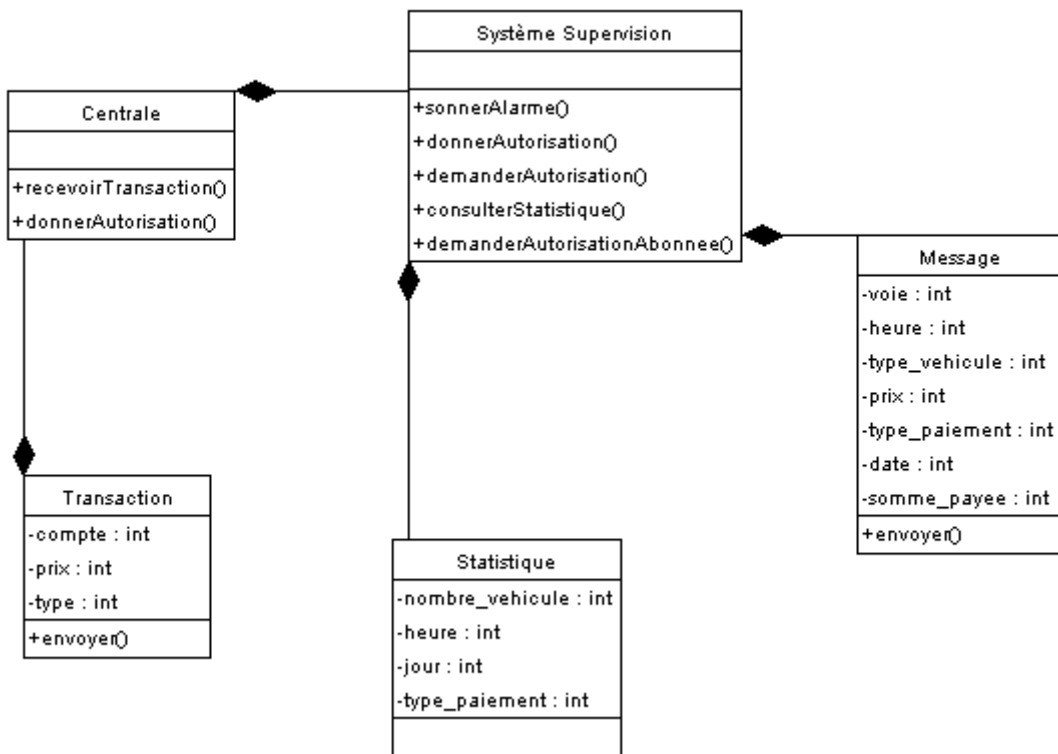 Système Supervision
+sonnerAlarme()
+donnerAutorisation()
+demanderAutorisation()
+consulterStatistique()
+demanderAutorisationAbonnee()
Centrale
+recevoirTransaction()
+donnerAutorisation()
Message
-voie : int
-heure : int
-type_vehicule : int
-prix : int
-type_paiement : int
-date : int
-somme_payee : int
+envoyer()
Transaction
-compte : int
-prix : int
-type : int
+envoyer()
Statistique
-nombre_vehicule : int
-heure : int
-jour : int
-type_paiement : int